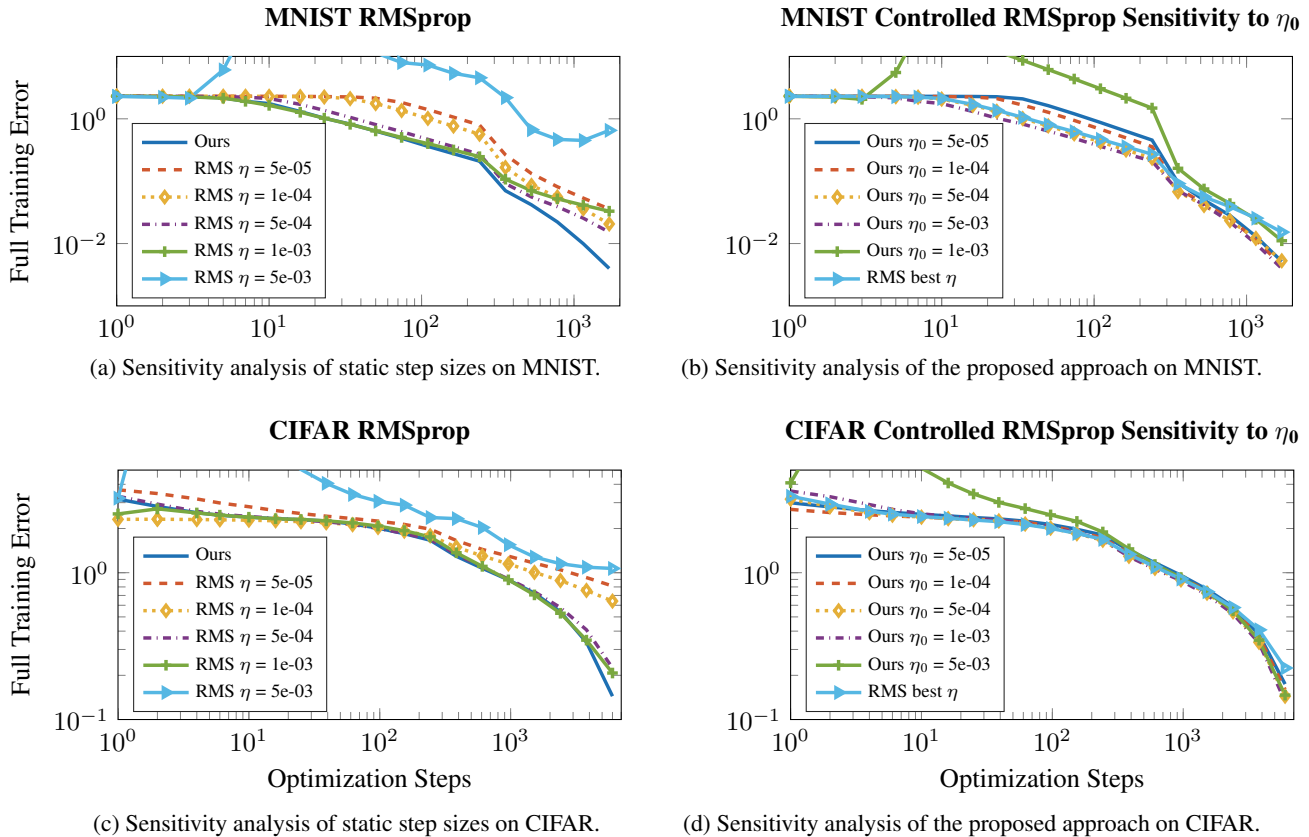 MNIST RMSprop
Full Training Error
10^0
10^−2
Ours
RMS η = 5e-05
RMS η = 1e-04
RMS η = 5e-04
RMS η = 1e-03
RMS η = 5e-03
10^0 10^1 10^2 10^3
(a) Sensitivity analysis of static step sizes on MNIST.
MNIST Controlled RMSprop Sensitivity to η₀
10^0
10^−2
Ours η₀ = 5e-05
Ours η₀ = 1e-04
Ours η₀ = 5e-04
Ours η₀ = 5e-03
Ours η₀ = 1e-03
RMS best η
10^0 10^1 10^2 10^3
(b) Sensitivity analysis of the proposed approach on MNIST.
CIFAR RMSprop
Full Training Error
10^0
10^−1
Ours
RMS η = 5e-05
RMS η = 1e-04
RMS η = 5e-04
RMS η = 1e-03
RMS η = 5e-03
10^0 10^1 10^2 10^3
Optimization Steps
(c) Sensitivity analysis of static step sizes on CIFAR.
CIFAR Controlled RMSprop Sensitivity to η₀
10^0
10^−1
Ours η₀ = 5e-05
Ours η₀ = 1e-04
Ours η₀ = 5e-04
Ours η₀ = 1e-03
Ours η₀ = 5e-03
RMS best η
10^0 10^1 10^2 10^3
Optimization Steps
(d) Sensitivity analysis of the proposed approach on CIFAR.